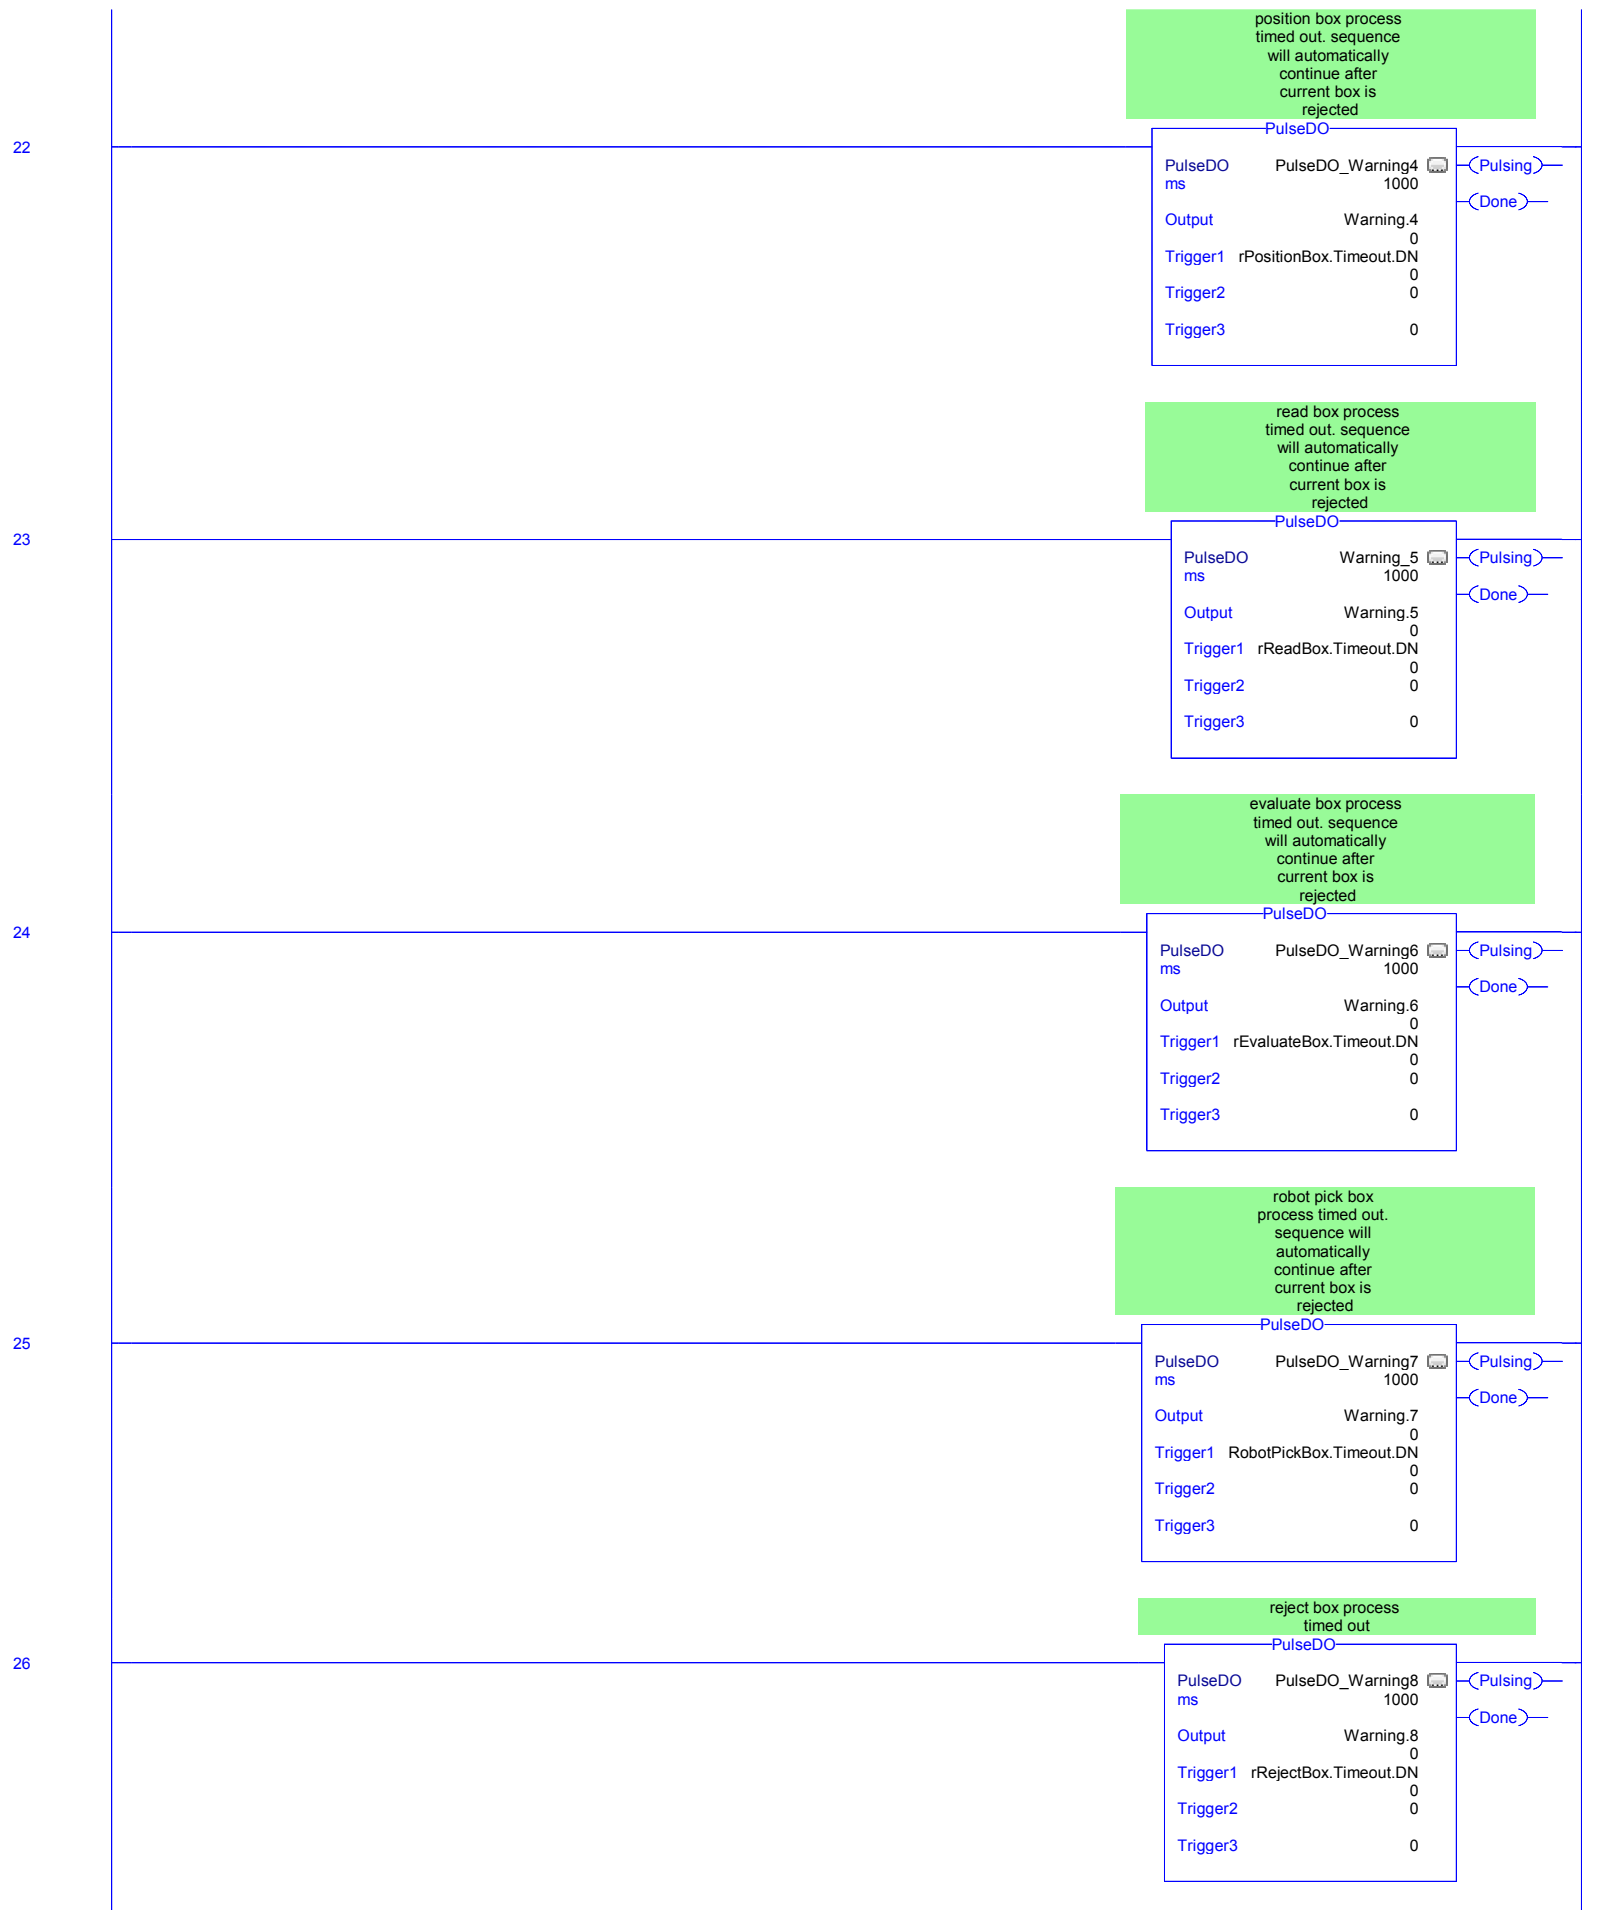 position box process
timed out. sequence
will automatically
continue after
current box is
rejected
22
PulseDO
PulseDO PulseDO_Warning4 (Pulsing)
ms 1000
(Done)
Output Warning.4
0
Trigger1 rPositionBox.Timeout.DN
0
Trigger2 0
Trigger3 0
read box process
timed out. sequence
will automatically
continue after
current box is
rejected
23
PulseDO
PulseDO Warning_5 (Pulsing)
ms 1000
(Done)
Output Warning.5
0
Trigger1 rReadBox.Timeout.DN
0
Trigger2 0
Trigger3 0
evaluate box process
timed out. sequence
will automatically
continue after
current box is
rejected
24
PulseDO
PulseDO PulseDO_Warning6 (Pulsing)
ms 1000
(Done)
Output Warning.6
0
Trigger1 rEvaluateBox.Timeout.DN
0
Trigger2 0
Trigger3 0
robot pick box
process timed out.
sequence will
automatically
continue after
current box is
rejected
25
PulseDO
PulseDO PulseDO_Warning7 (Pulsing)
ms 1000
(Done)
Output Warning.7
0
Trigger1 RobotPickBox.Timeout.DN
0
Trigger2 0
Trigger3 0
reject box process
timed out
26
PulseDO
PulseDO PulseDO_Warning8 (Pulsing)
ms 1000
(Done)
Output Warning.8
0
Trigger1 rRejectBox.Timeout.DN
0
Trigger2 0
Trigger3 0